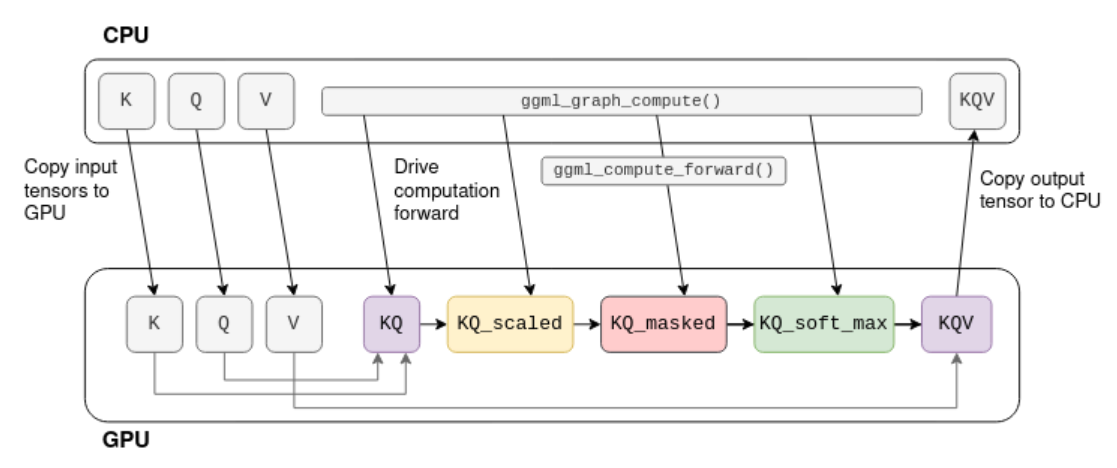 CPU
K
Q
V
ggml_graph_compute()
KQV
Copy input
tensors to
GPU
Drive
computation
forward
ggml_compute_forward()
Copy output
tensor to CPU
K
Q
V
KQ
KQ_scaled
KQ_masked
KQ_soft_max
KQV
GPU